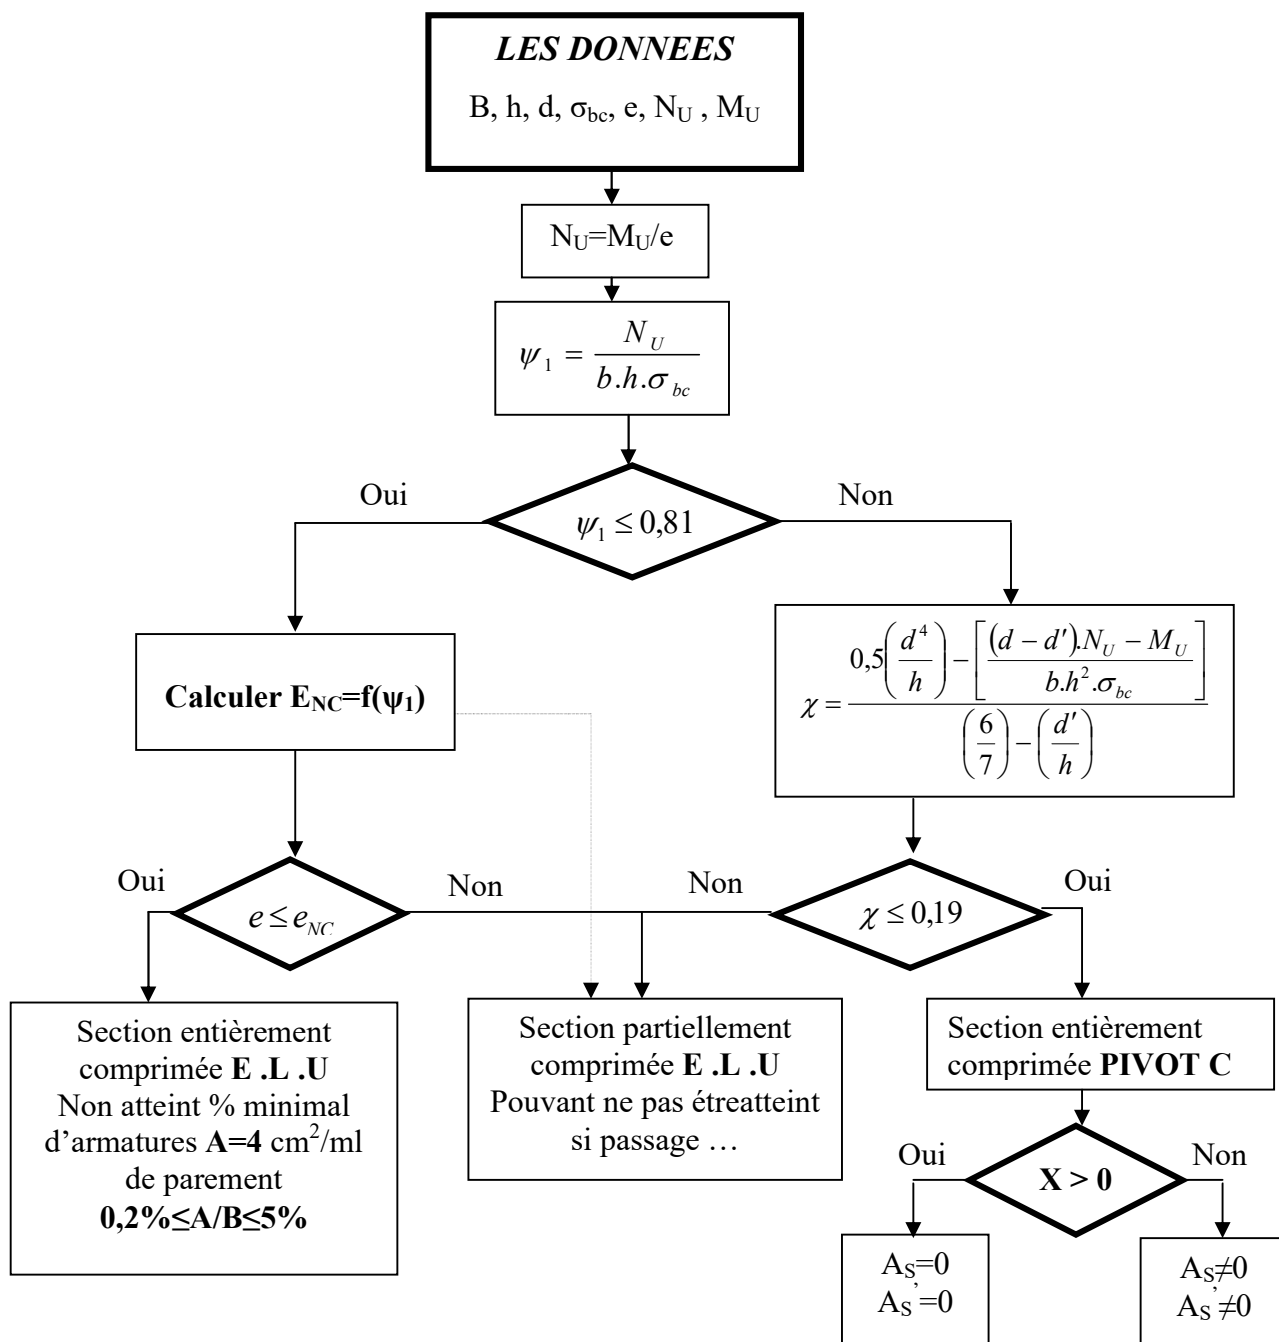 LES DONNEES
B, h, d, σbc, e, NU , MU
NU=MU/e
ψ1 = NU / b.h.σbc
Oui
Non
ψ1 ≤ 0,81
Calculer ENC=f(ψ1)
χ = (0,5(d^4/h) − [((d − d′).NU − MU) / (b.h^2.σbc)]) / ((6/7) − (d′/h))
Oui
Non
Non
Oui
e ≤ eNC
χ ≤ 0,19
Section entièrement
comprimée E .L .U
Non atteint % minimal
d’armatures A=4 cm²/ml
de parement
0,2%≤A/B≤5%
Section partiellement
comprimée E .L .U
Pouvant ne pas étreatteint
si passage …
Section entièrement
comprimée PIVOT C
Oui
Non
X > 0
AS=0
AS’=0
AS≠0
AS’≠0